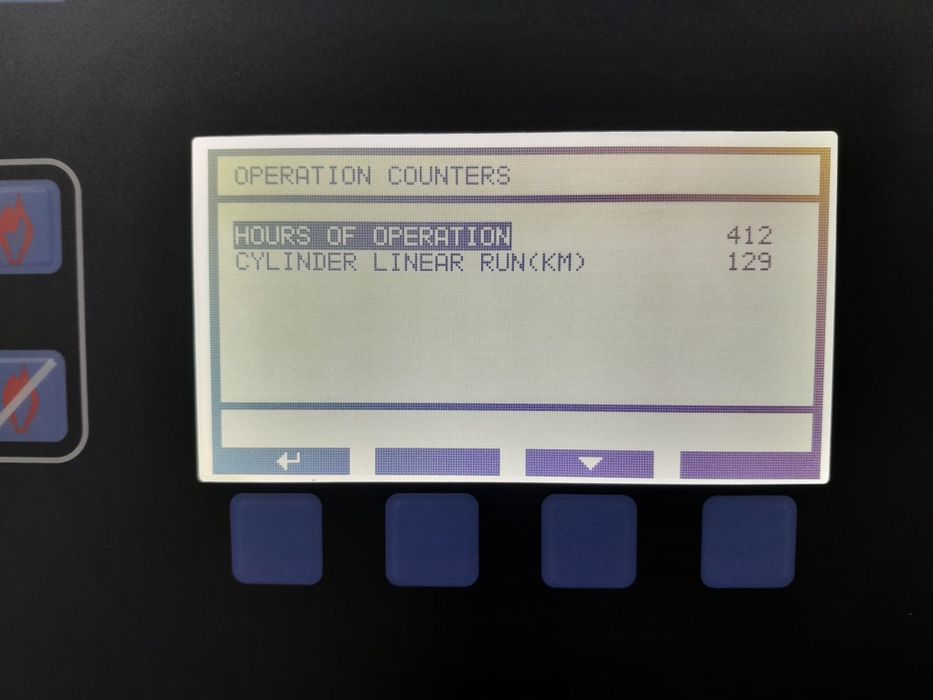 OPERATION COUNTERS
HOURS OF OPERATION 412
CYLINDER LINEAR RUN(KM) 129